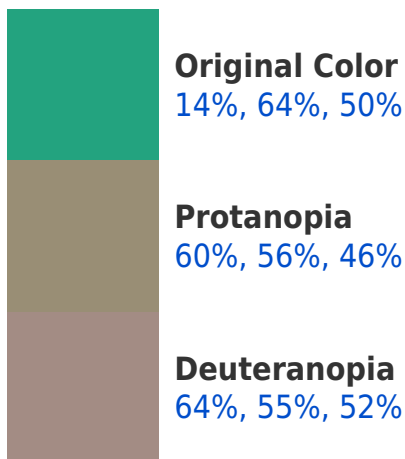 Original Color
14%, 64%, 50%
Protanopia
60%, 56%, 46%
Deuteranopia
64%, 55%, 52%